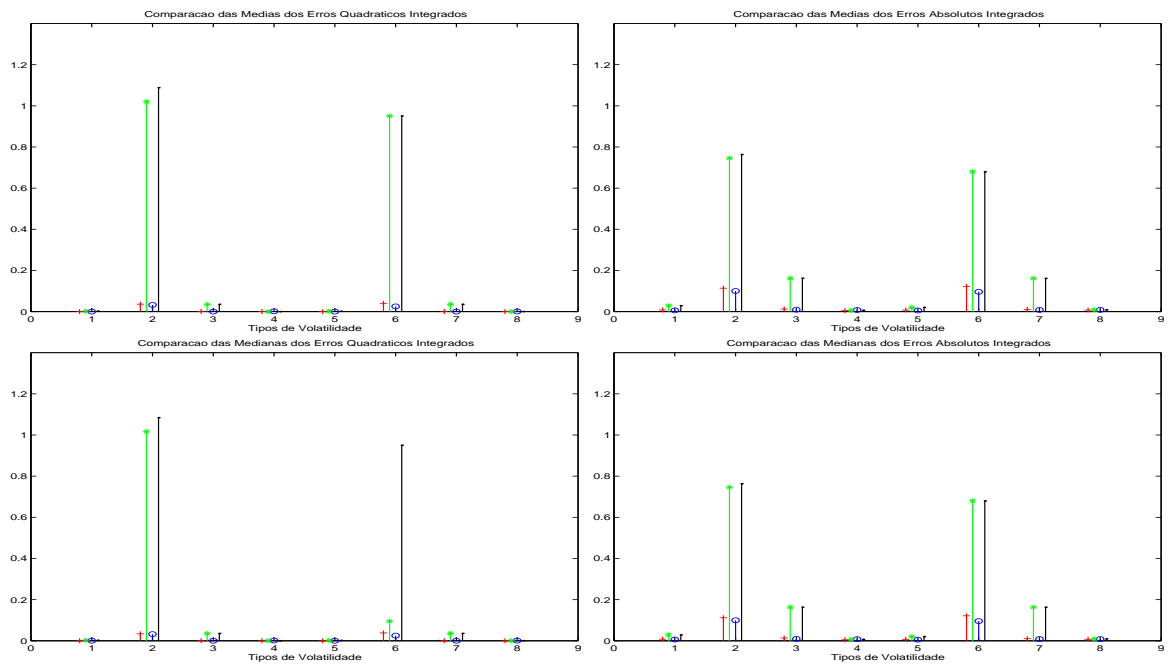 Comparacao das Medias dos Erros Quadraticos Integrados
1.2
1
0.8
0.6
0.4
0.2
0
0 1 2 3 4 5 6 7 8 9
Tipos de Volatilidade
Comparacao das Medias dos Erros Absolutos Integrados
1.2
1
0.8
0.6
0.4
0.2
0
0 1 2 3 4 5 6 7 8 9
Tipos de Volatilidade
Comparacao das Medianas dos Erros Quadraticos Integrados
1.2
1
0.8
0.6
0.4
0.2
0
0 1 2 3 4 5 6 7 8 9
Tipos de Volatilidade
Comparacao das Medianas dos Erros Absolutos Integrados
1.2
1
0.8
0.6
0.4
0.2
0
0 1 2 3 4 5 6 7 8 9
Tipos de Volatilidade